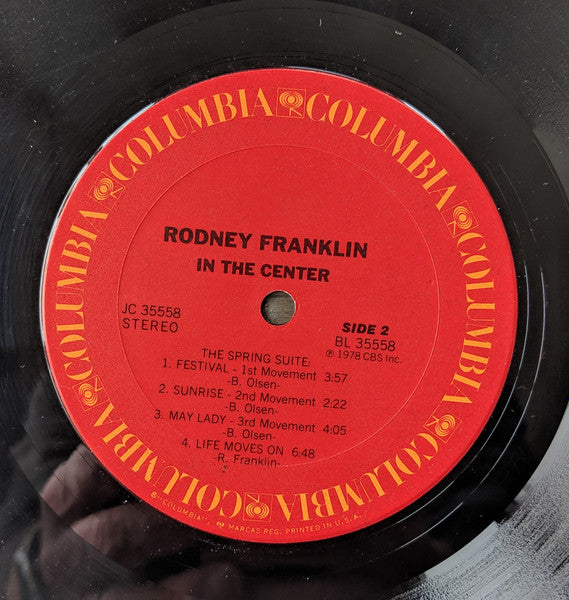 COLUMBIA COLUMBIA COLUMBIA COLUMBIA COLUMBIA COLUMBIA
RODNEY FRANKLIN
IN THE CENTER
JC 35558
STEREO
SIDE 2
BL 35558
℗ 1978 CBS Inc.
THE SPRING SUITE:
1. FESTIVAL - 1st Movement 3:57
-B. Olsen-
2. SUNRISE - 2nd Movement 2:22
-B. Olsen-
3. MAY LADY - 3rd Movement 4:05
-B. Olsen-
4. LIFE MOVES ON 6:48
-R. Franklin-
®"COLUMBIA", MARCAS REG. PRINTED IN U.S.A.